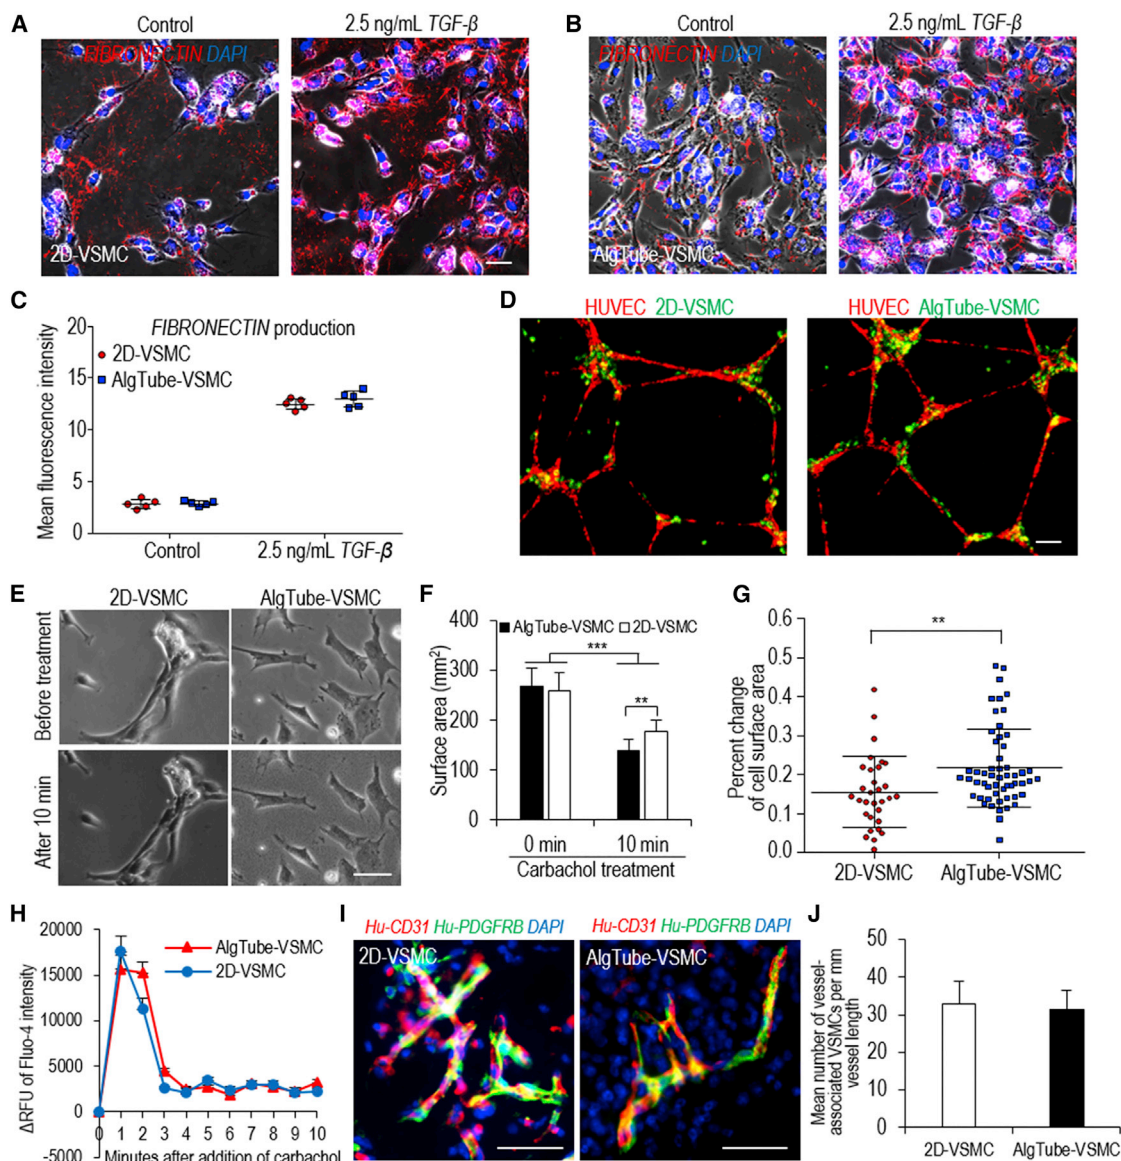 A
Control
2.5 ng/mL TGF-β
FIBRONECTIN DAPI
2D-VSMC
B
Control
2.5 ng/mL TGF-β
FIBRONECTIN DAPI
AlgTube-VSMC
C
FIBRONECTIN production
2D-VSMC
AlgTube-VSMC
Mean fluorescence intensity
20
15
10
5
0
Control
2.5 ng/mL TGF-β
D
HUVEC 2D-VSMC
HUVEC AlgTube-VSMC
E
2D-VSMC
AlgTube-VSMC
Before treatment
After 10 min
F
AlgTube-VSMC
2D-VSMC
Surface area (mm²)
400
300
200
100
0
***
**
0 min
10 min
Carbachol treatment
G
Percent change
of cell surface area
0.6
0.5
0.4
0.3
0.2
0.1
0.0
**
2D-VSMC
AlgTube-VSMC
H
AlgTube-VSMC
2D-VSMC
ΔRFU of Fluo-4 intensity
20000
15000
10000
5000
0
-5000
0 1 2 3 4 5 6 7 8 9 10
Minutes after addition of carbachol
I
Hu-CD31 Hu-PDGFRB DAPI
2D-VSMC
Hu-CD31 Hu-PDGFRB DAPI
AlgTube-VSMC
J
Mean number of vessel-
associated VSMCs per mm
vessel length
50
40
30
20
10
0
2D-VSMC
AlgTube-VSMC